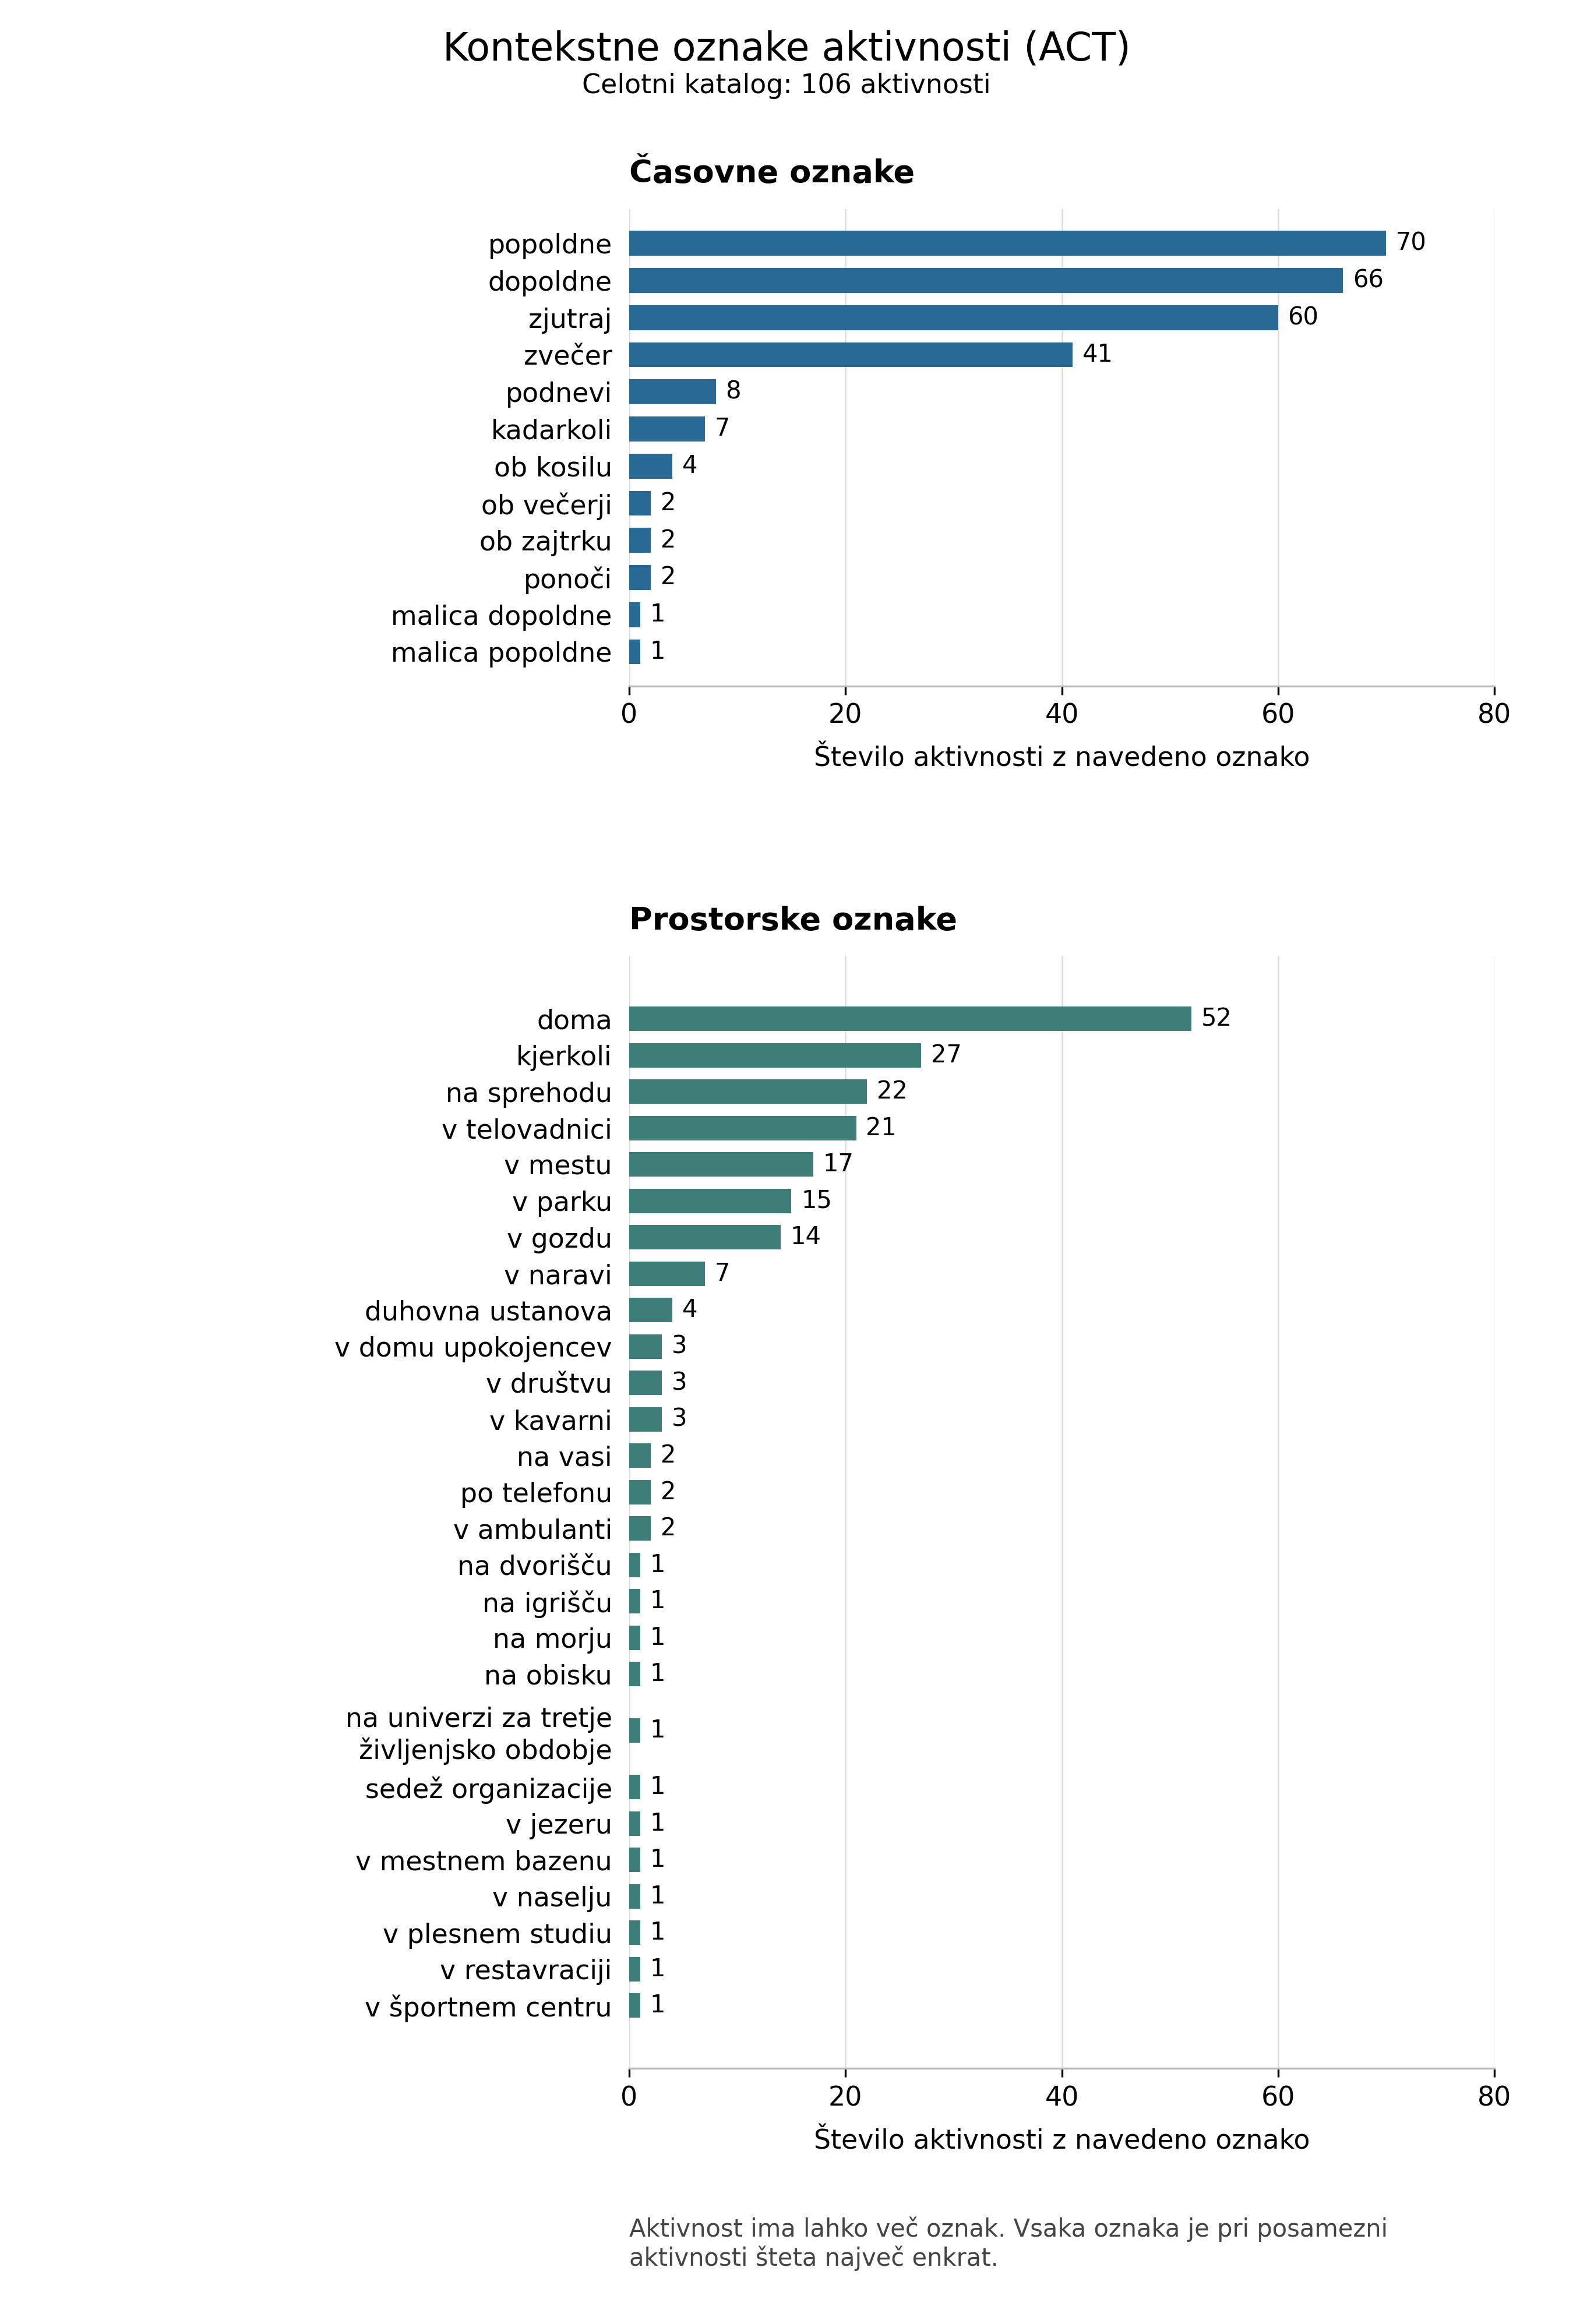 Kontekstne oznake aktivnosti (ACT)
Celotni katalog: 106 aktivnosti
Časovne oznake
popoldne 70
dopoldne 66
zjutraj 60
zvečer 41
podnevi 8
kadarkoli 7
ob kosilu 4
ob večerji 2
ob zajtrku 2
ponoči 2
malica dopoldne 1
malica popoldne 1
0 20 40 60 80
Število aktivnosti z navedeno oznako
Prostorske oznake
doma 52
kjerkoli 27
na sprehodu 22
v telovadnici 21
v mestu 17
v parku 15
v gozdu 14
v naravi 7
duhovna ustanova 4
v domu upokojencev 3
v društvu 3
v kavarni 3
na vasi 2
po telefonu 2
v ambulanti 2
na dvorišču 1
na igrišču 1
na morju 1
na obisku 1
na univerzi za tretje
življenjsko obdobje 1
sedež organizacije 1
v jezeru 1
v mestnem bazenu 1
v naselju 1
v plesnem studiu 1
v restavraciji 1
v športnem centru 1
0 20 40 60 80
Število aktivnosti z navedeno oznako
Aktivnost ima lahko več oznak. Vsaka oznaka je pri posamezni
aktivnosti šteta največ enkrat.